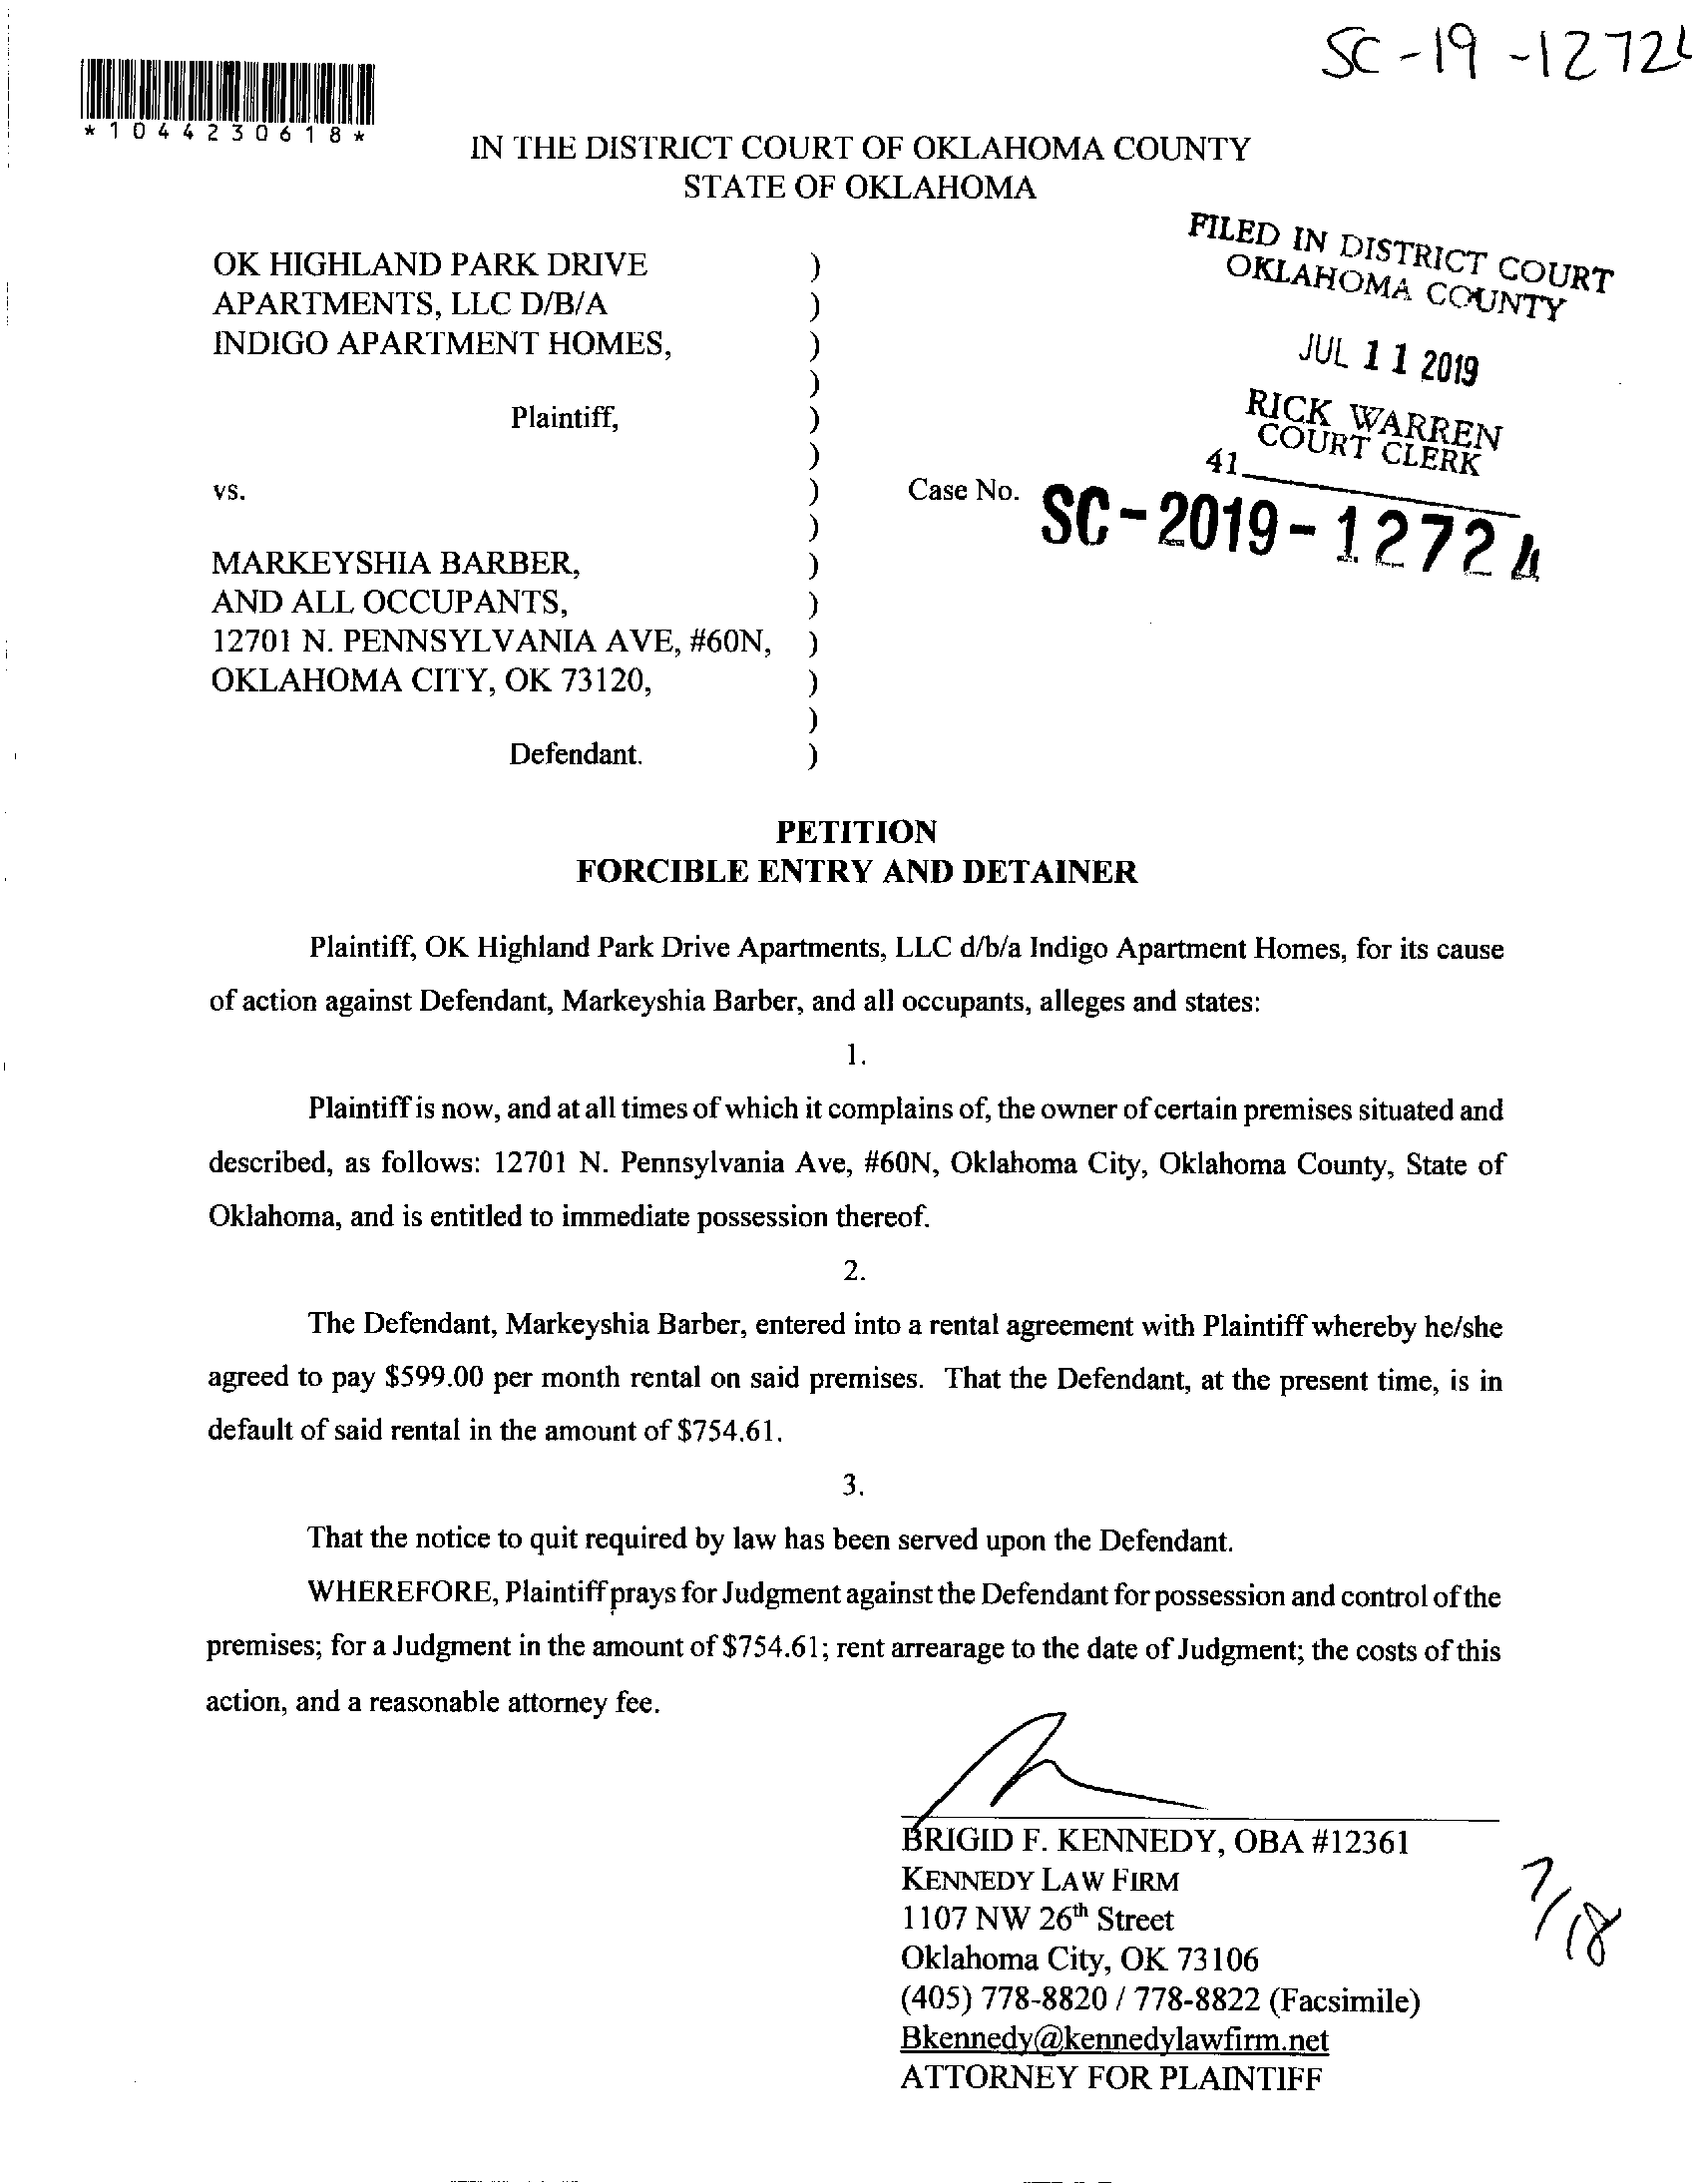 SC-19-1272
*1044230618*
IN THE DISTRICT COURT OF OKLAHOMA COUNTY
STATE OF OKLAHOMA
FILED IN DISTRICT COURT
OKLAHOMA COUNTY
JUL 11 2019
RICK WARREN
COURT CLERK
41
OK HIGHLAND PARK DRIVE )
APARTMENTS, LLC D/B/A )
INDIGO APARTMENT HOMES, )
)
Plaintiff, )
)
vs. ) Case No. SC-2019-12724
)
MARKEYSHIA BARBER, )
AND ALL OCCUPANTS, )
12701 N. PENNSYLVANIA AVE, #60N, )
OKLAHOMA CITY, OK 73120, )
)
Defendant. )
PETITION
FORCIBLE ENTRY AND DETAINER
Plaintiff, OK Highland Park Drive Apartments, LLC d/b/a Indigo Apartment Homes, for its cause
of action against Defendant, Markeyshia Barber, and all occupants, alleges and states:
1.
Plaintiff is now, and at all times of which it complains of, the owner of certain premises situated and
described, as follows: 12701 N. Pennsylvania Ave, #60N, Oklahoma City, Oklahoma County, State of
Oklahoma, and is entitled to immediate possession thereof.
2.
The Defendant, Markeyshia Barber, entered into a rental agreement with Plaintiff whereby he/she
agreed to pay $599.00 per month rental on said premises. That the Defendant, at the present time, is in
default of said rental in the amount of $754.61.
3.
That the notice to quit required by law has been served upon the Defendant.
WHEREFORE, Plaintiff prays for Judgment against the Defendant for possession and control of the
premises; for a Judgment in the amount of $754.61; rent arrearage to the date of Judgment; the costs of this
action, and a reasonable attorney fee.
BRIGID F. KENNEDY, OBA #12361
KENNEDY LAW FIRM
1107 NW 26th Street
Oklahoma City, OK 73106
(405) 778-8820 / 778-8822 (Facsimile)
Bkennedy@kennedylawfirm.net
ATTORNEY FOR PLAINTIFF
7/18